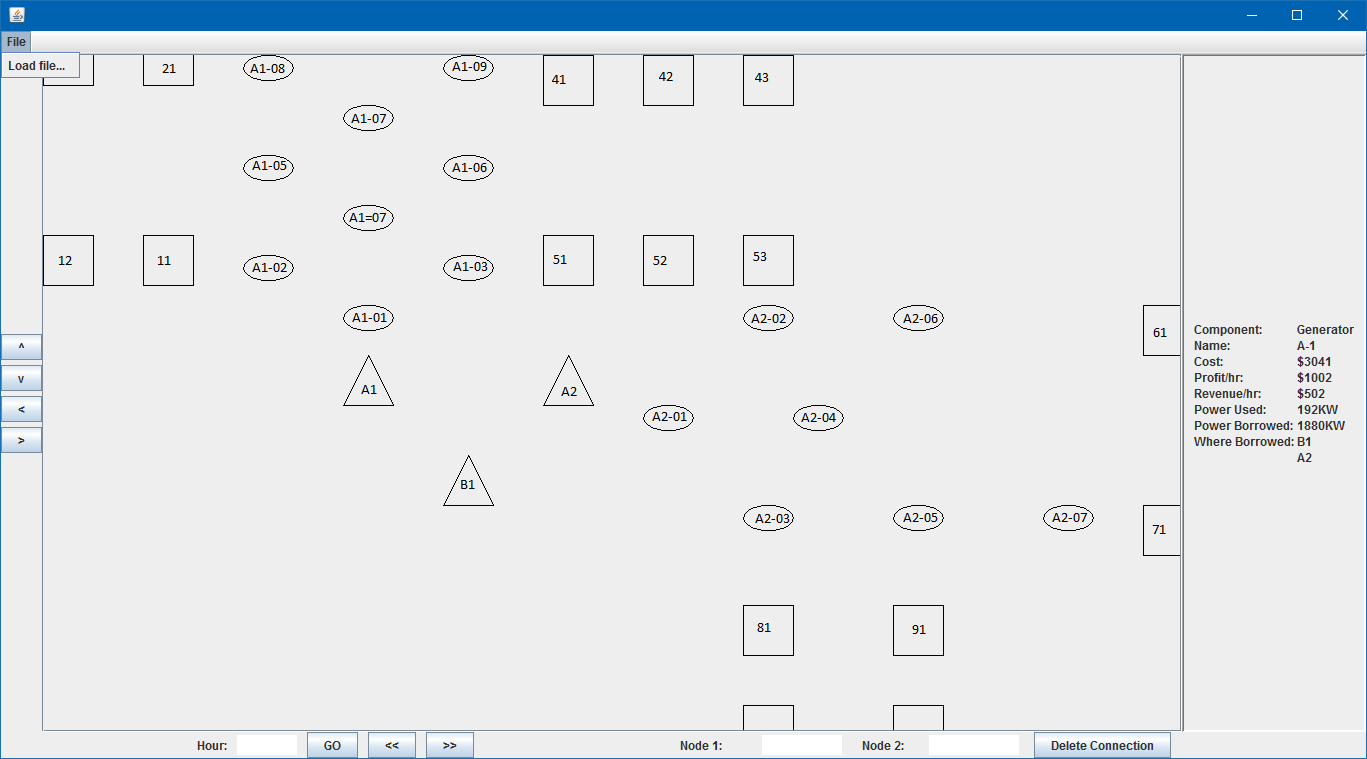 File
Load file...
21
A1-08
A1-09
41
42
43
A1-07
A1-05
A1-06
A1=07
12
11
A1-02
A1-03
51
52
53
A1-01
A2-02
A2-06
61
A1
A2
A2-01
A2-04
B1
A2-03
A2-05
A2-07
71
81
91
^
v
<
>
Component: Generator
Name: A-1
Cost: $3041
Profit/hr: $1002
Revenue/hr: $502
Power Used: 192KW
Power Borrowed: 1880KW
Where Borrowed: B1
A2
Hour: GO << >> Node 1: Node 2: Delete Connection